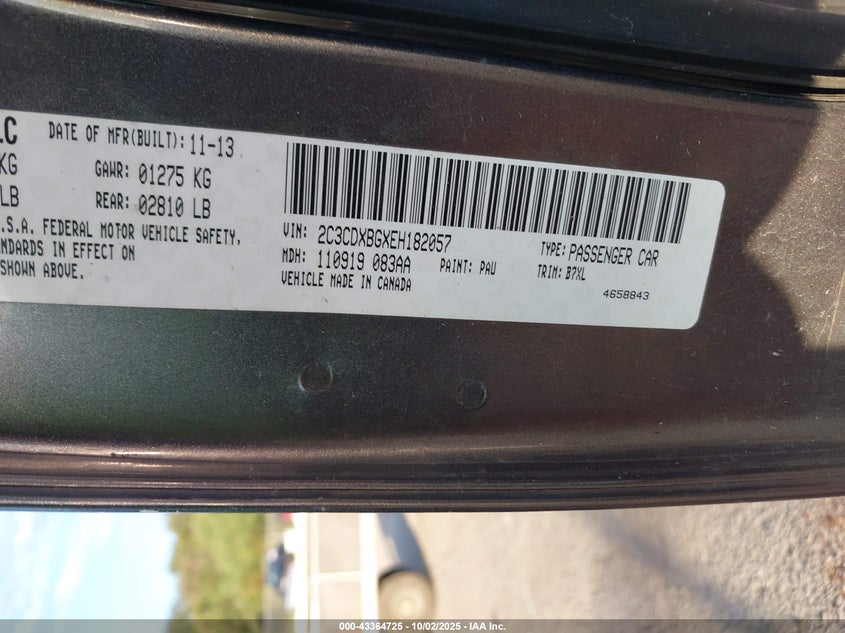 LC DATE OF MFR(BUILT): 11-13
KG GAWR: 01275 KG
LB REAR: 02810 LB
.S.A. FEDERAL MOTOR VEHICLE SAFETY,
ANDARDS IN EFFECT ON
SHOWN ABOVE.
VIN: 2C3CDXBGXEH182057 TYPE: PASSENGER CAR
MDH: 110919 083AA PAINT: PAU TRIM: B7XL
VEHICLE MADE IN CANADA 4658843
000-43364725 - 10/02/2025 - IAA Inc.